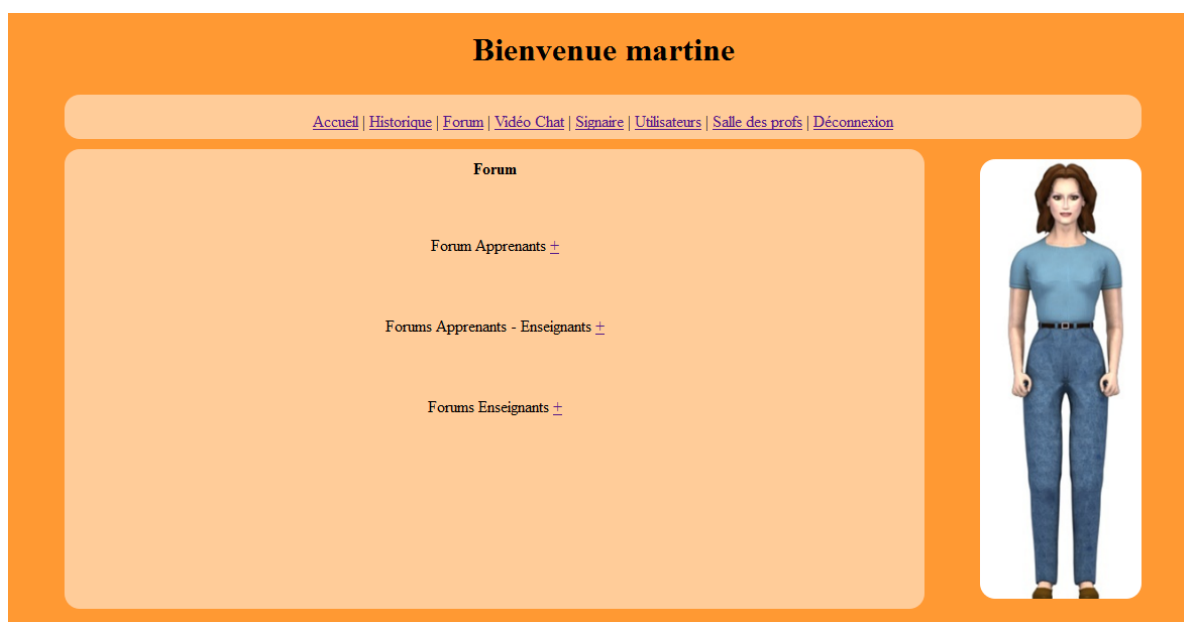 Bienvenue martine
Accueil | Historique | Forum | Vidéo Chat | Signaire | Utilisateurs | Salle des profs | Déconnexion
Forum
Forum Apprenants +
Forums Apprenants - Enseignants +
Forums Enseignants +